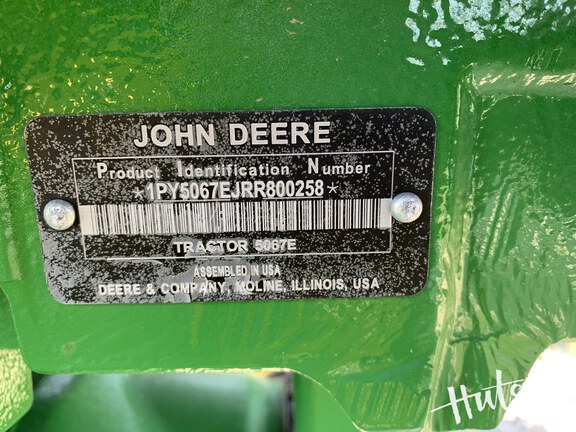 JOHN DEERE
Product Identification Number
*1PY5067EJRR800258*
TRACTOR 5067E
ASSEMBLED IN USA
DEERE & COMPANY, MOLINE, ILLINOIS, USA